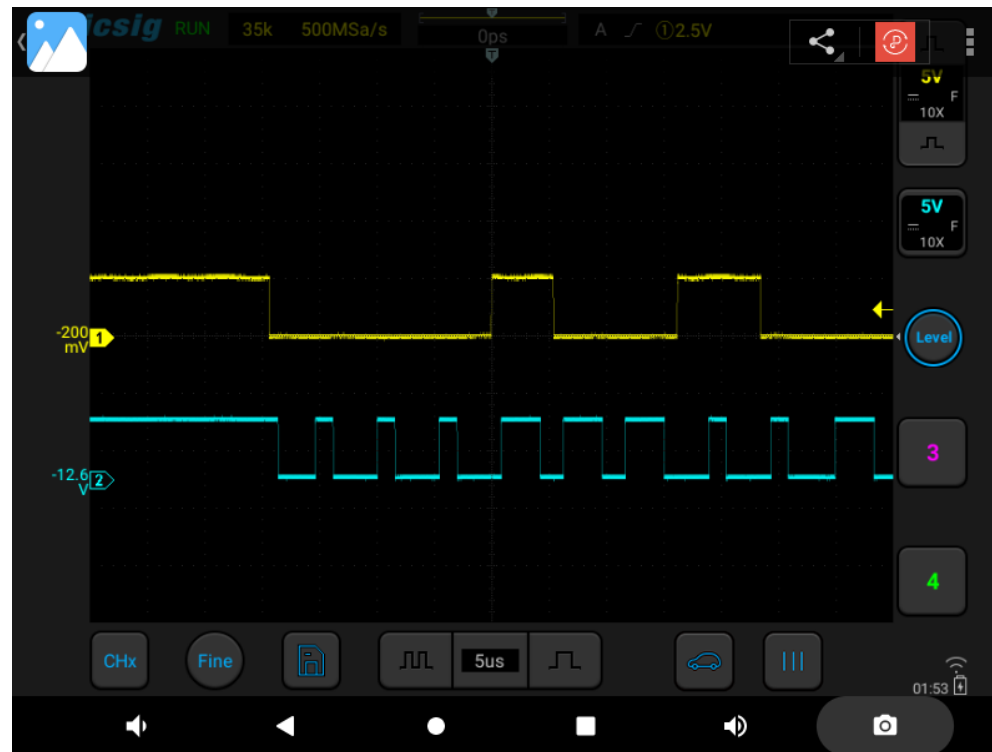 icsig RUN 35k 500MSa/s 0ps A ①2.5V
T
T
5V
F
10X
5V
F
10X
-200
mV
1
Level
-12.6
V
2
3
4
CHx Fine 5us
01:53